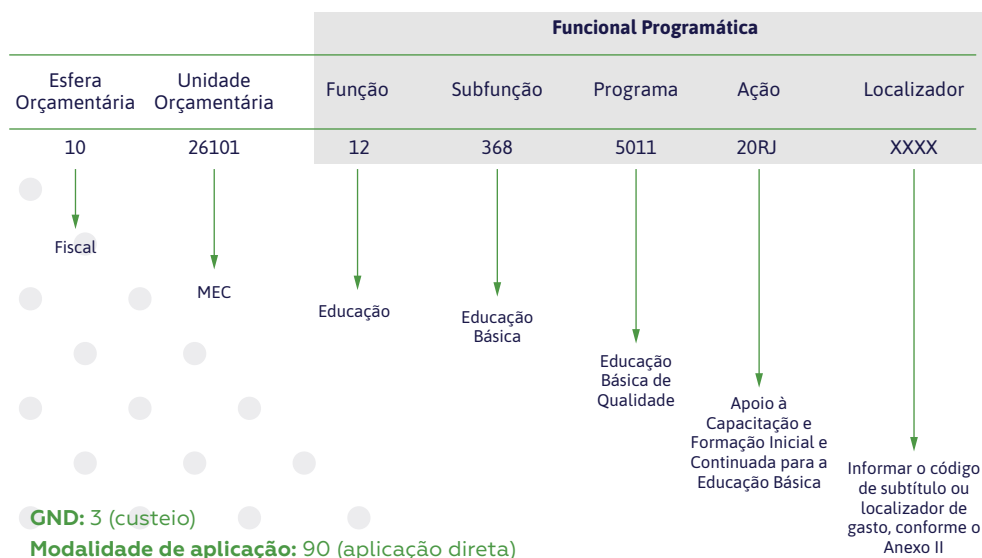 Funcional Programática
Esfera Orçamentária
Unidade Orçamentária
Função
Subfunção
Programa
Ação
Localizador
10
26101
12
368
5011
20RJ
XXXX
Fiscal
MEC
Educação
Educação
Básica
Educação
Básica de
Qualidade
Apoio à
Capacitação e
Formação Inicial e
Continuada para a
Educação Básica
Informar o código
de subtítulo ou
localizador de
gasto, conforme o
Anexo II
GND: 3 (custeio)
Modalidade de aplicação: 90 (aplicação direta)